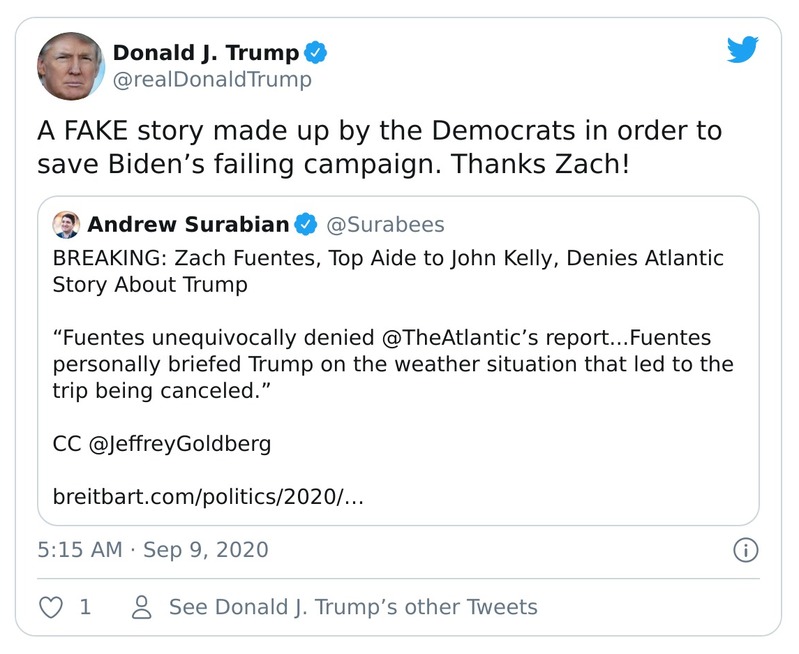 Donald J. Trump
@realDonaldTrump
A FAKE story made up by the Democrats in order to
save Biden’s failing campaign. Thanks Zach!
Andrew Surabian @Surabees
BREAKING: Zach Fuentes, Top Aide to John Kelly, Denies Atlantic
Story About Trump
“Fuentes unequivocally denied @TheAtlantic’s report...Fuentes
personally briefed Trump on the weather situation that led to the
trip being canceled.”
CC @JeffreyGoldberg
breitbart.com/politics/2020/…
5:15 AM · Sep 9, 2020
1 See Donald J. Trump’s other Tweets